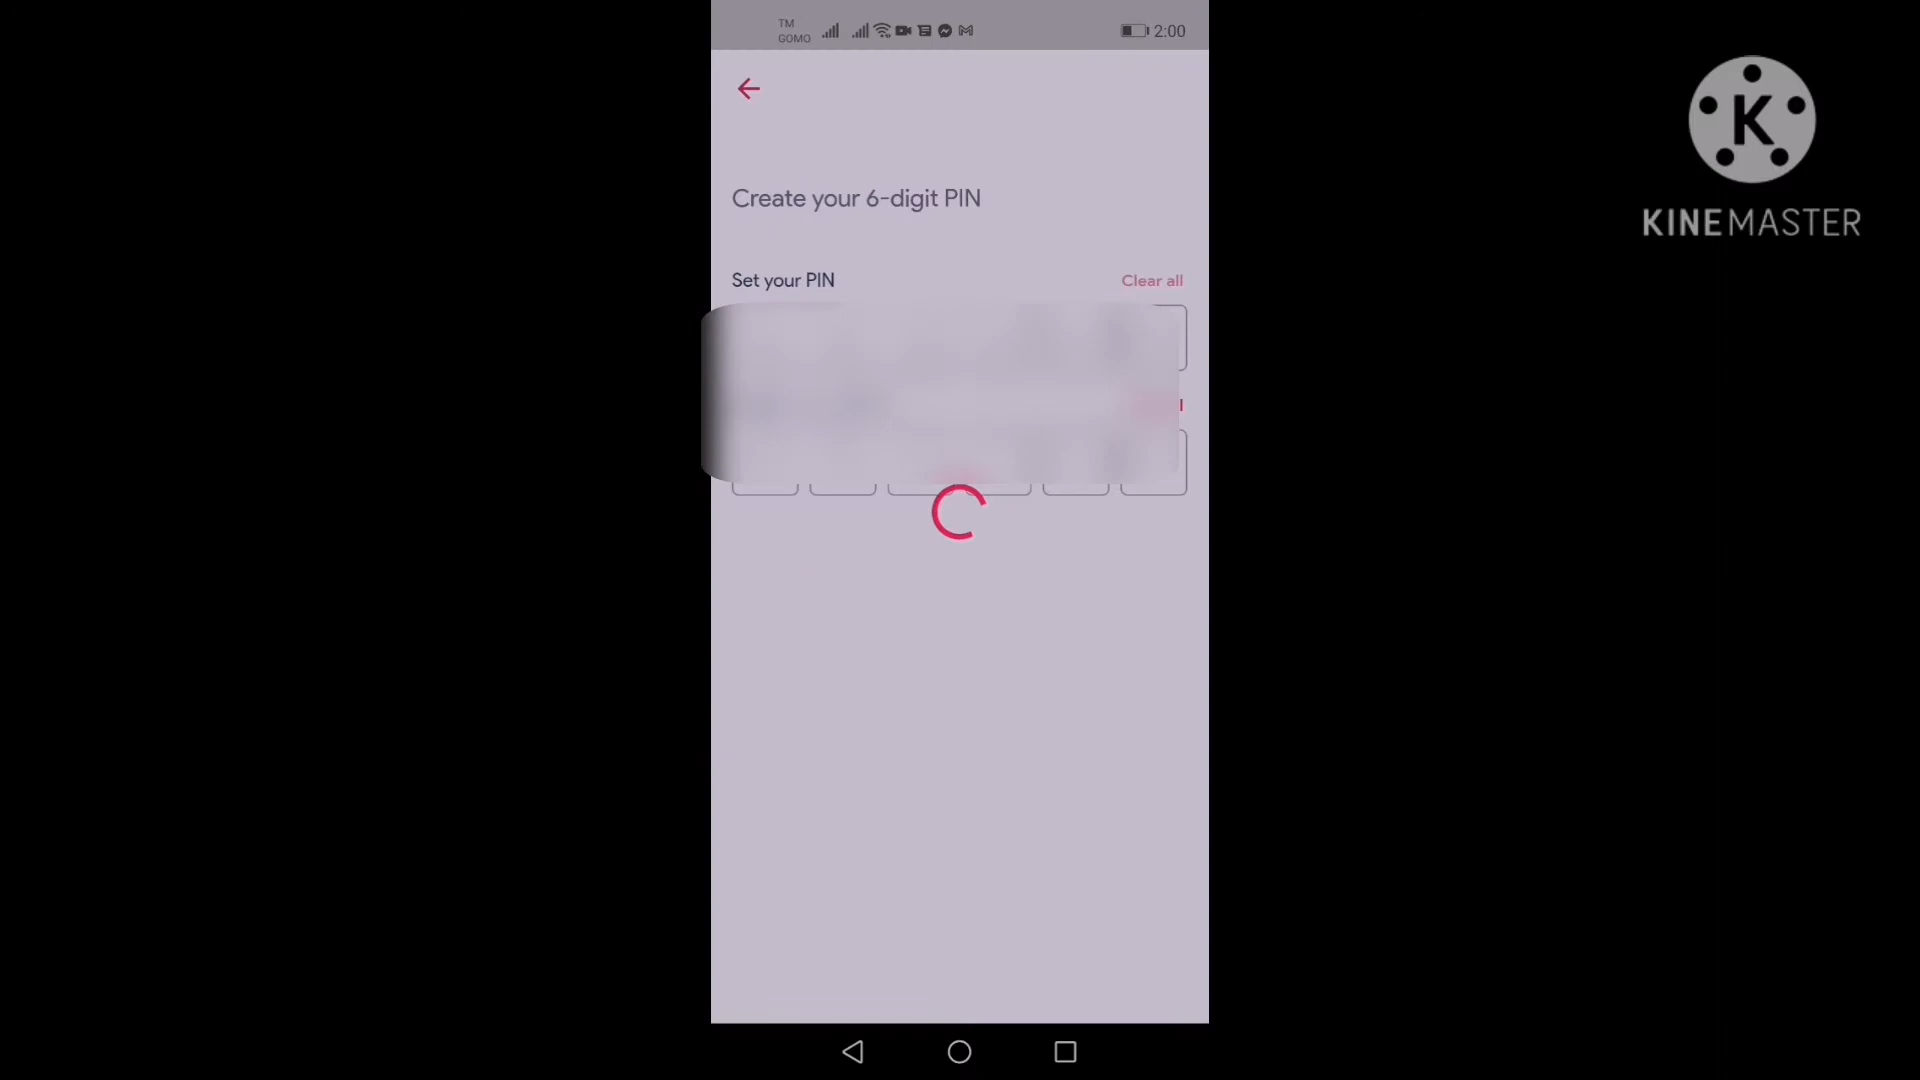 TM
GOMO
2:00
Create your 6-digit PIN
Set your PIN
Clear all
KINEMASTER